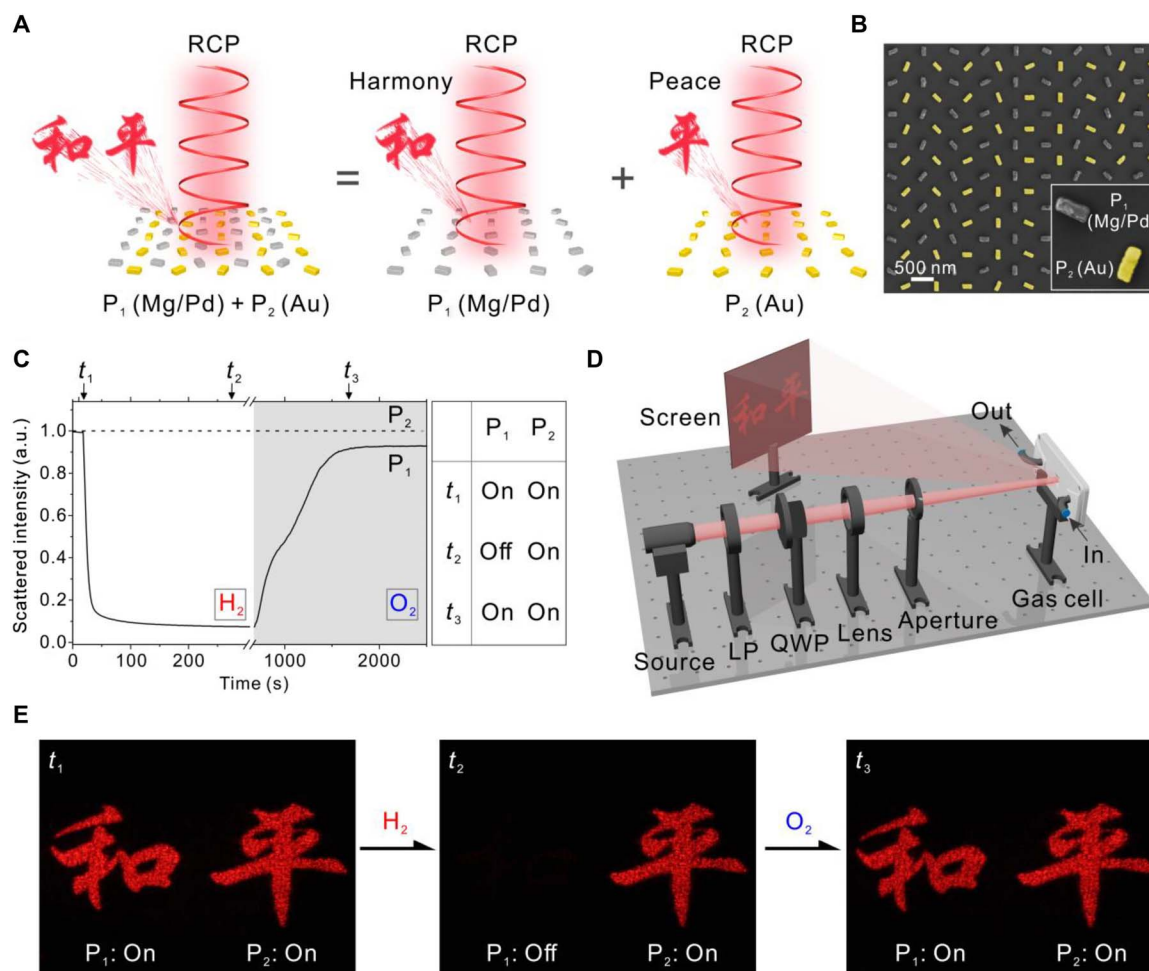 A
RCP
和平
P₁ (Mg/Pd) + P₂ (Au)
=
RCP
Harmony
和
P₁ (Mg/Pd)
+
RCP
Peace
平
P₂ (Au)
B
P₁
(Mg/Pd)
P₂ (Au)
500 nm
C
t₁ t₂ t₃
Scattered intensity (a.u.)
1.0
0.8
0.6
0.4
0.2
0.0
P₂
P₁
H₂ O₂
0 100 200 1000 2000
Time (s)
P₁ P₂
t₁ On On
t₂ Off On
t₃ On On
D
Screen
和平
Out
In
Source
LP
QWP
Lens
Aperture
Gas cell
E
t₁
和平
P₁: On P₂: On
H₂
t₂
平
P₁: Off P₂: On
O₂
t₃
和平
P₁: On P₂: On